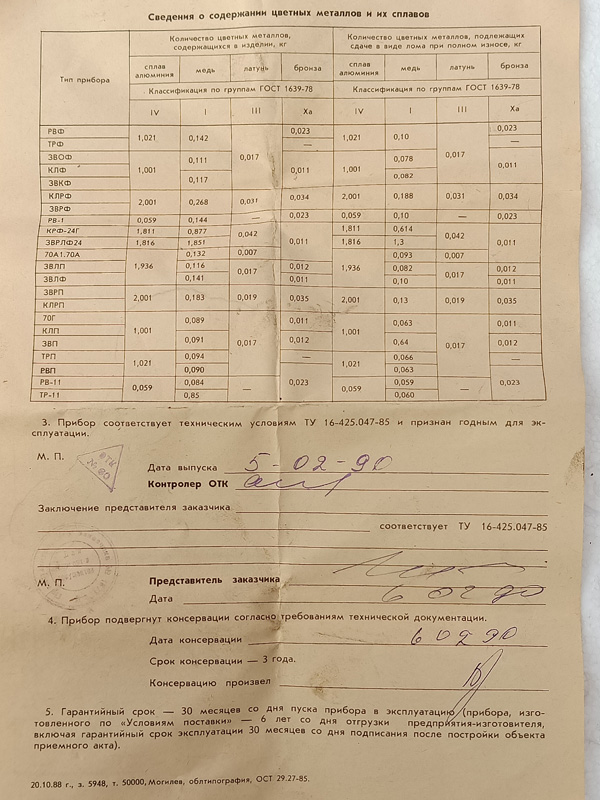 Сведения о содержании цветных металлов и их сплавов
Тип прибора
Количество цветных металлов, содержащихся в изделии, кг
Количество цветных металлов, подлежащих сдаче в виде лома при полном износе, кг
сплав алюминия медь латунь бронза сплав алюминия медь латунь бронза
Классификация по группам ГОСТ 1639-78 Классификация по группам ГОСТ 1639-78
IV I III Ха IV I III Ха
РВФ 1,021 0,142 0,017 0,023 1,021 0,10 0,017 0,023
ТРФ — —
ЗВОФ 1,001 0,111 0,011 1,001 0,078 0,011
КЛФ 0,117 0,082
ЗВКФ
КЛРФ 2,001 0,268 0,031 0,034 2,001 0,188 0,031 0,034
ЗВРФ
РВ-1 0,059 0,144 — 0,023 0,059 0,10 — 0,023
КРФ-24Г 1,811 0,877 0,042 0,011 1,811 0,614 0,042 0,011
ЗВРЛФ24 1,816 1,851 1,816 1,3
70А1.70А 1,936 0,132 0,007 1,936 0,093 0,007
ЗВЛП 0,116 0,017 0,012 0,082 0,017 0,012
ЗВЛФ 0,141 0,011 0,10 0,011
ЗВРП 2,001 0,183 0,019 0,035 2,001 0,13 0,019 0,035
КЛРП
70Г 1,001 0,089 0,017 0,011 1,001 0,063 0,017 0,011
КЛП 0,091 0,012 0,64 0,012
ЗВП
ТРП 1,021 0,094 — 1,021 0,066 —
РВП 0,090 0,023 0,063 0,023
РВ-11 0,059 0,084 — 0,059 0,059 —
ТР-11 0,85 0,060
3. Прибор соответствует техническим условиям ТУ 16-425.047-85 и признан годным для эк-
сплуатации.
М. П.
ОТК
№ 60
Дата выпуска 5-02-90
Контролер ОТК
Заключение представителя заказчика
соответствует ТУ 16-425.047-85
М. П. Представитель заказчика
Дата 6 02 90
4. Прибор подвергнут консервации согласно требованиям технической документации.
Дата консервации 6 02 90
Срок консервации — 3 года.
Консервацию произвел
5. Гарантийный срок — 30 месяцев со дня пуска прибора в эксплуатацию (прибора, изго-
товленного по «Условиям поставки» — 6 лет со дня отгрузки предприятия-изготовителя,
включая гарантийный срок эксплуатации 30 месяцев со дня подписания после постройки объекта
приемного акта).
20.10.88 г., з. 5948, т. 50000, Могилев, облтипография, ОСТ 29.27-85.